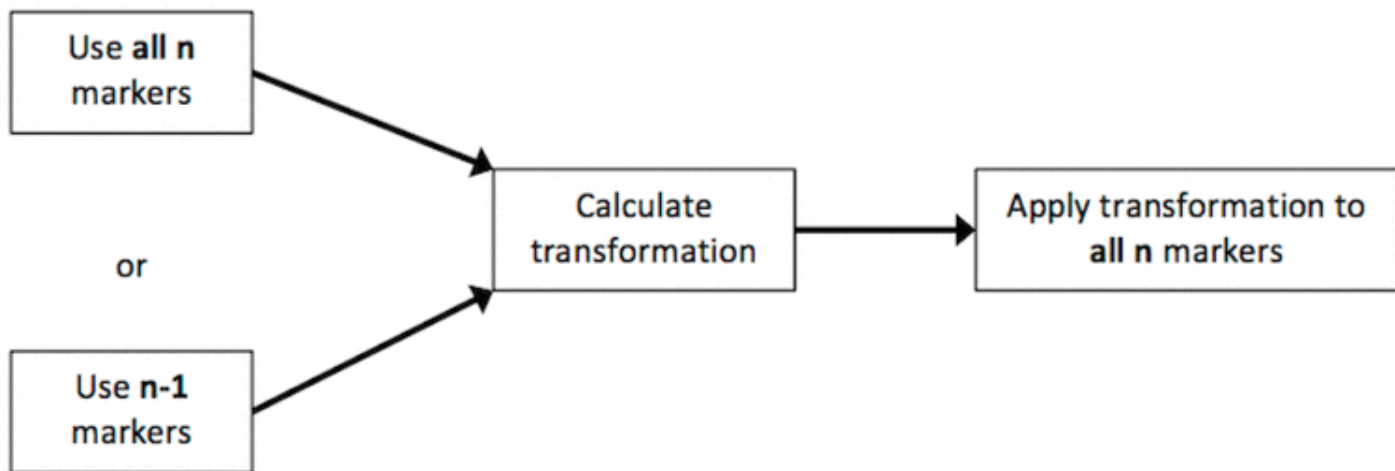 Use all n
markers
or
Use n-1
markers
Calculate
transformation
Apply transformation to
all n markers